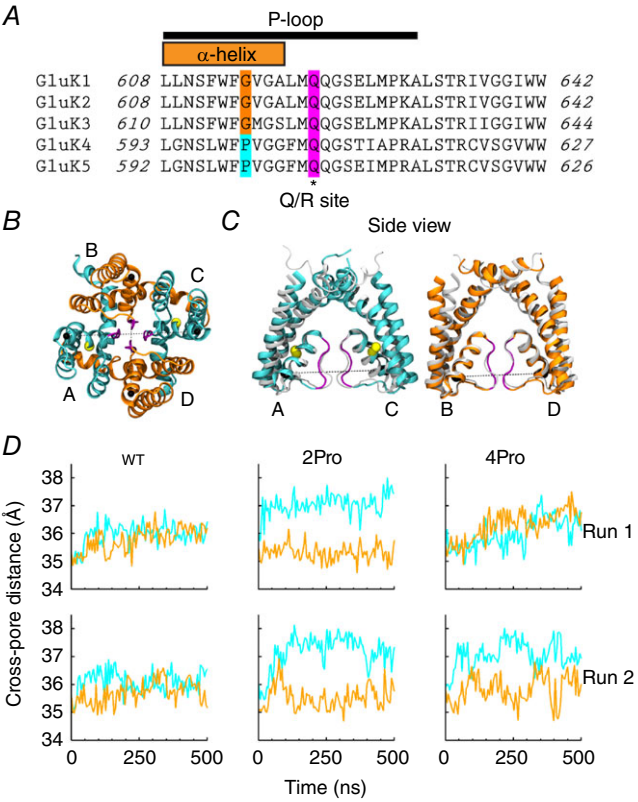 A
P-loop
α-helix
GluK1 608 LLNSFWFGVGALMQQGSELMPKALSTRIVGGIWW 642
GluK2 608 LLNSFWFGVGALMQQGSELMPKALSTRIIGGIWW 642
GluK3 610 LLNSFWFGMGSLMQQGSELMPKALSTRIIGGIWW 644
GluK4 593 LGNSLWFPVGGFMQQGSTIAPRALSTRCVSGVWW 627
GluK5 592 LGNSLWFPVGGFMQQGSEIMPRALSTRCVSGVWW 626
*
Q/R site
B
C
Side view
B
C
A
D
A
C
B
D
D
WT
2Pro
4Pro
Cross-pore distance (Å)
38
37
36
35
34
Run 1
38
37
36
35
34
Run 2
0 250 500
0 250 500
0 250 500
Time (ns)